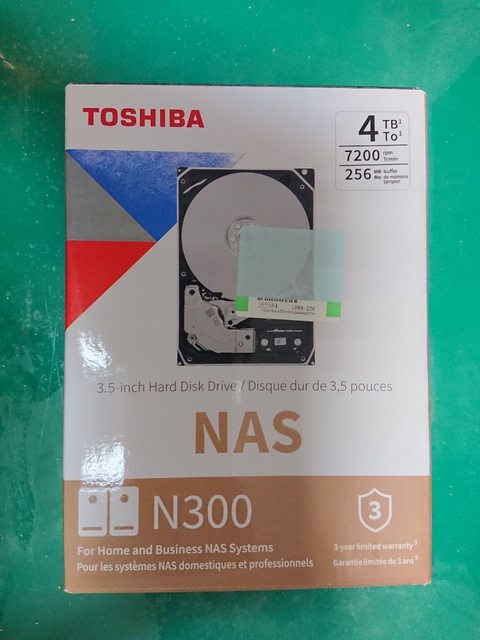 TOSHIBA
4 TB¹ To¹
7200 rpm Tr/min
256 MB Mo buffer de mémoire tampon
265584
3.5-inch Hard Disk Drive / Disque dur de 3,5 pouces
NAS
N300
3
For Home and Business NAS Systems
3-year limited warranty³
Pour les systèmes NAS domestiques et professionnels
Garantie limitée de 3 ans³